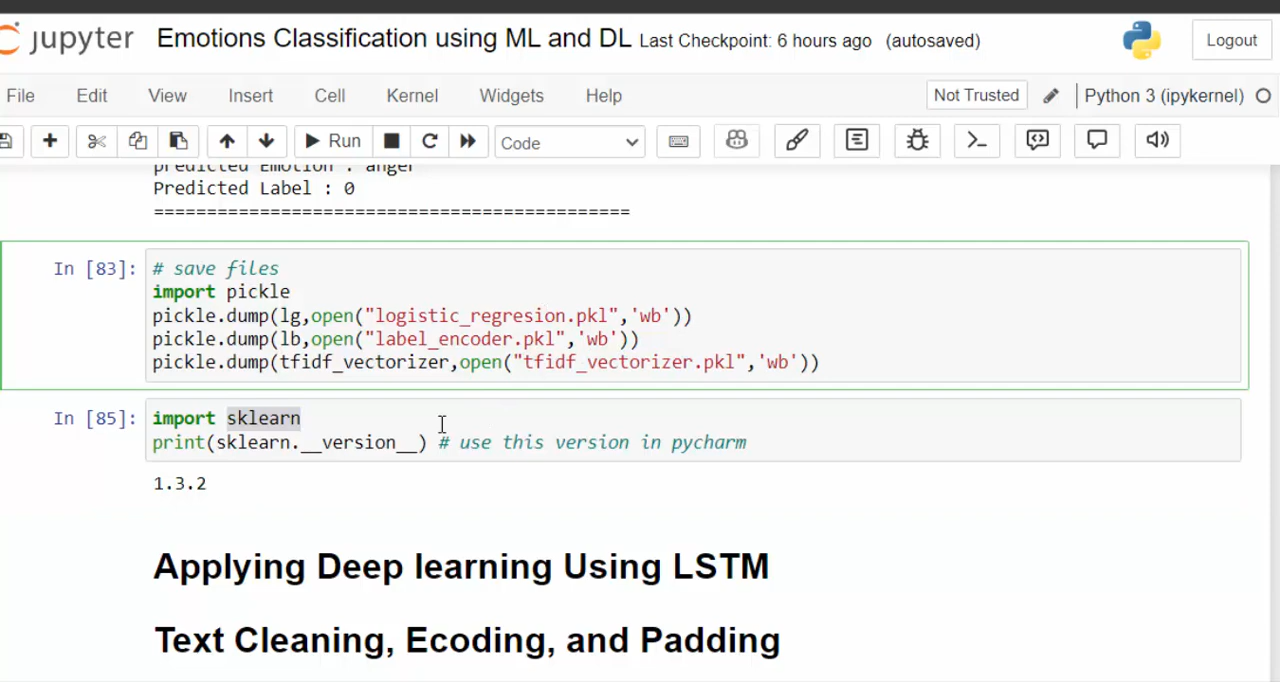 jupyter Emotions Classification using ML and DL Last Checkpoint: 6 hours ago (autosaved) Logout
File Edit View Insert Cell Kernel Widgets Help Not Trusted Python 3 (ipykernel)
Run Code
predicted Emotion : anger
Predicted Label : 0
=============================================
In [83]: # save files
import pickle
pickle.dump(lg,open("logistic_regresion.pkl",'wb'))
pickle.dump(lb,open("label_encoder.pkl",'wb'))
pickle.dump(tfidf_vectorizer,open("tfidf_vectorizer.pkl",'wb'))
In [85]: import sklearn
print(sklearn.__version__) # use this version in pycharm
1.3.2
Applying Deep learning Using LSTM
Text Cleaning, Ecoding, and Padding